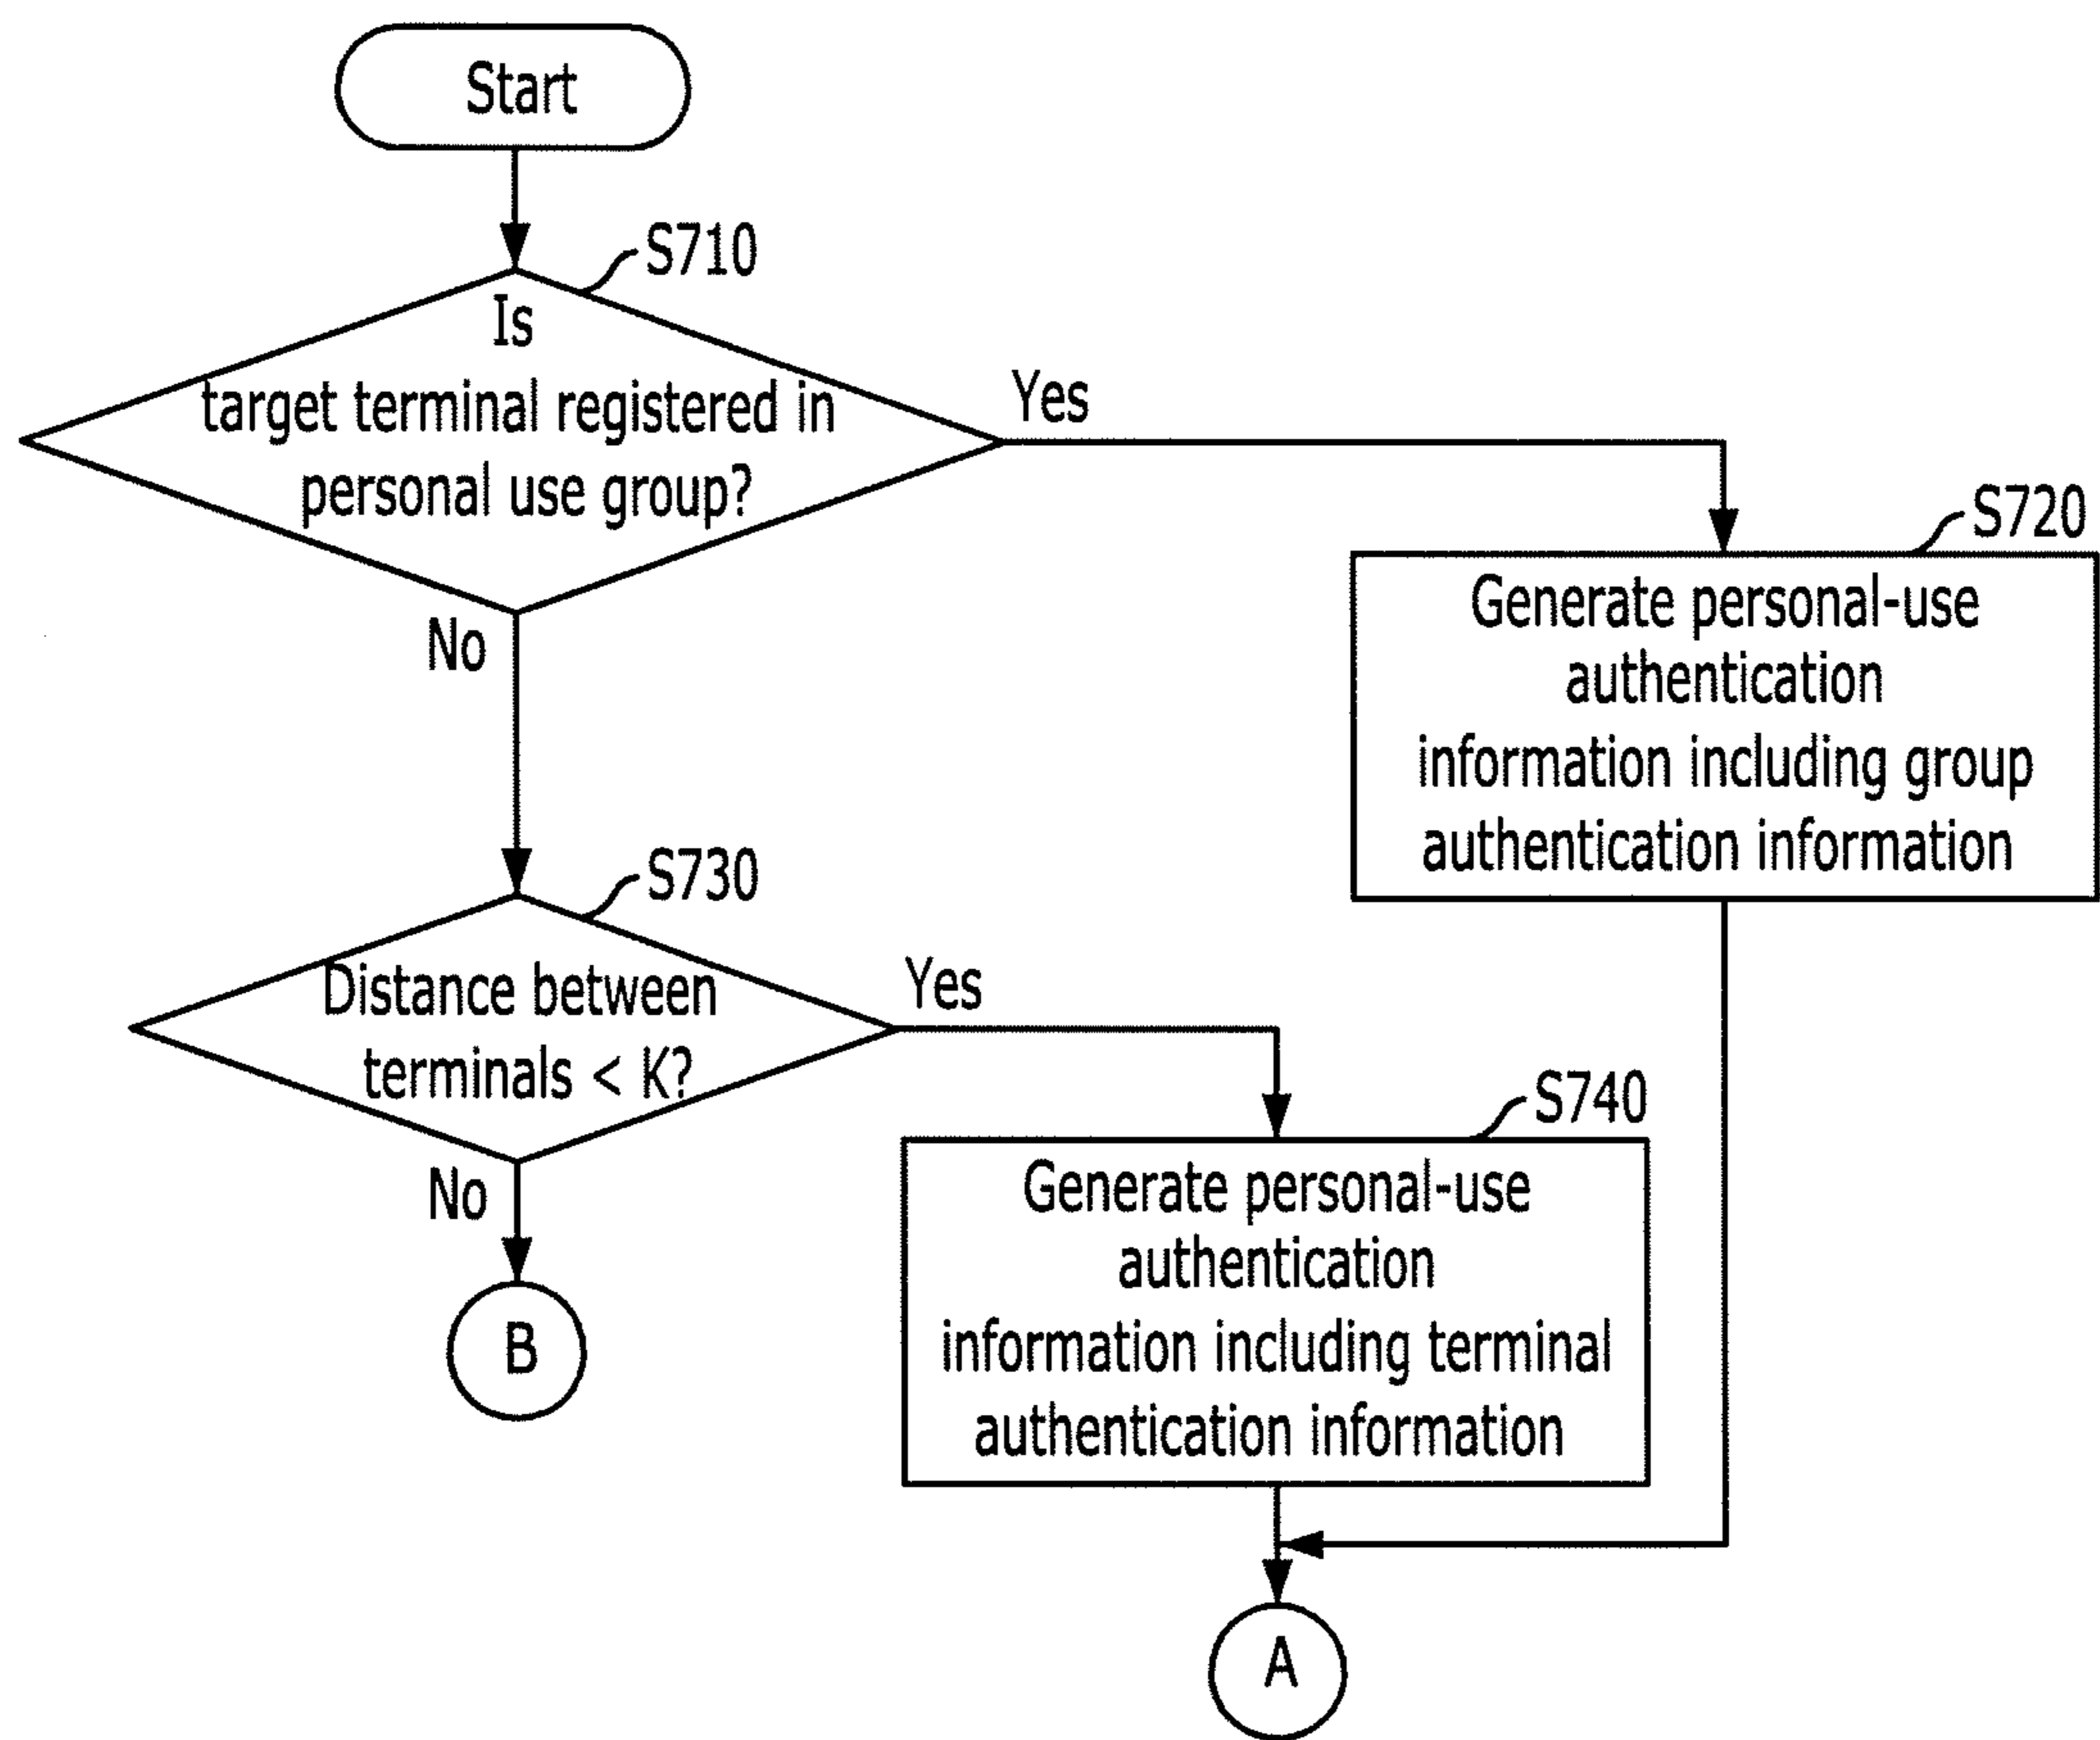 Start
S710
Is
target terminal registered in
personal use group?
Yes
No
S720
Generate personal-use
authentication
information including group
authentication information
S730
Distance between
terminals < K?
Yes
No
S740
Generate personal-use
authentication
information including terminal
authentication information
B
A